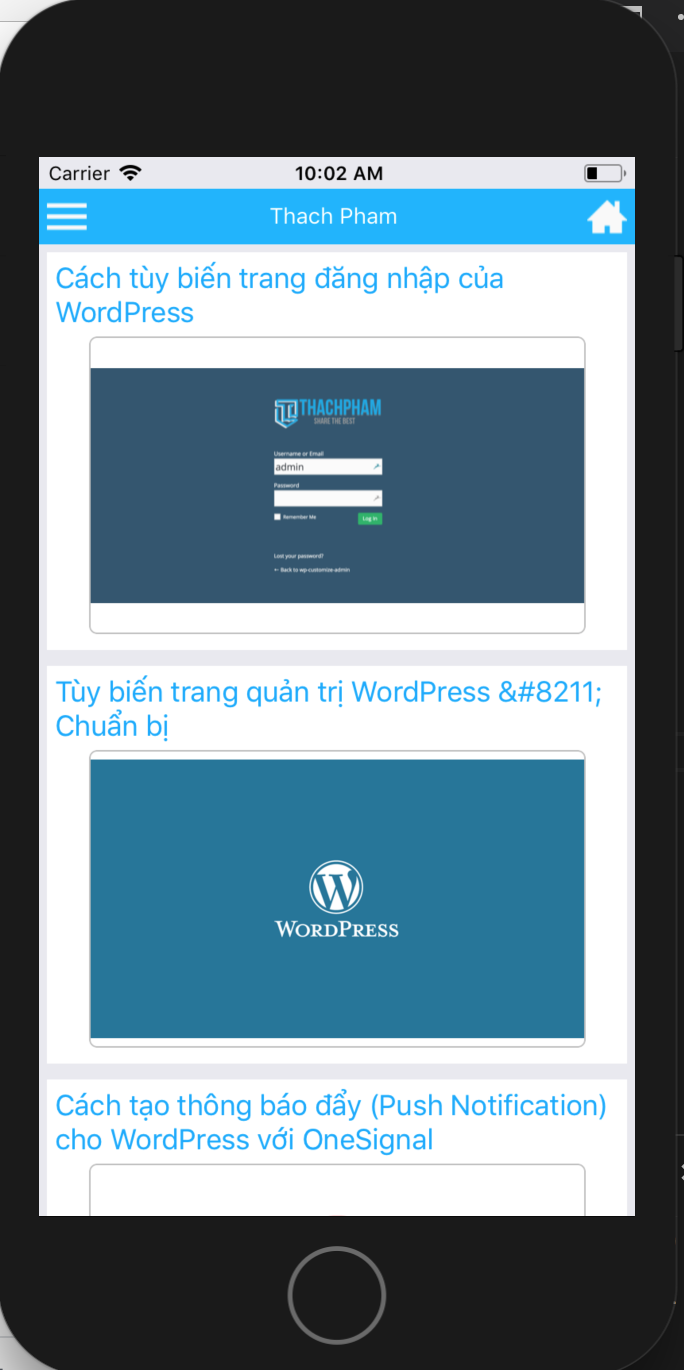 Carrier
10:02 AM
Thach Pham
Cách tùy biến trang đăng nhập của
WordPress
THACHPHAM
SHARE THE BEST
Username or Email
admin
Password
Remember Me
Log In
Lost your password?
← Back to wp-customise-admin
Tùy biến trang quản trị WordPress &#8211;
Chuẩn bị
WORDPRESS
Cách tạo thông báo đẩy (Push Notification)
cho WordPress với OneSignal